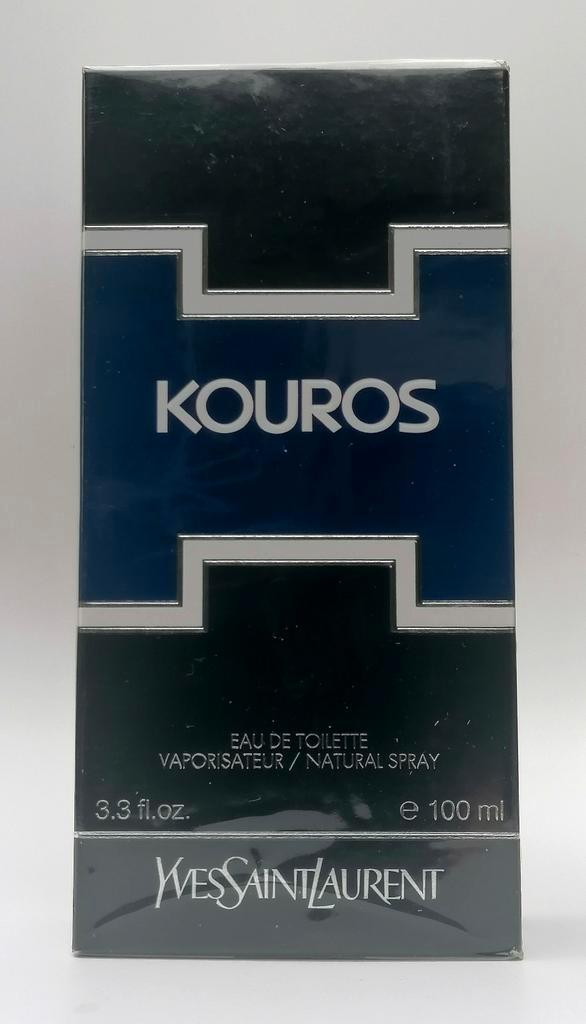 KOUROS
EAU DE TOILETTE
VAPORISATEUR / NATURAL SPRAY
3.3 fl.oz. ℮ 100 ml
YVESSAINTLAURENT